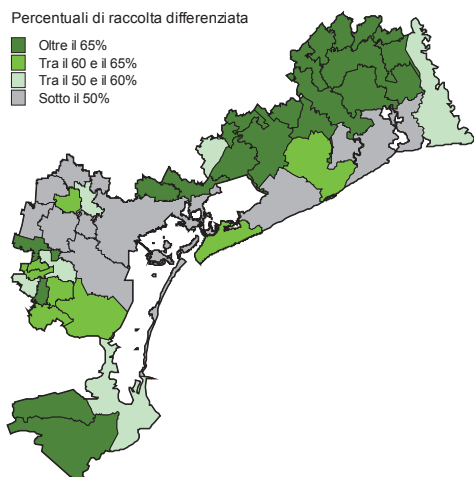 Percentuali di raccolta differenziata
Oltre il 65%
Tra il 60 e il 65%
Tra il 50 e il 60%
Sotto il 50%